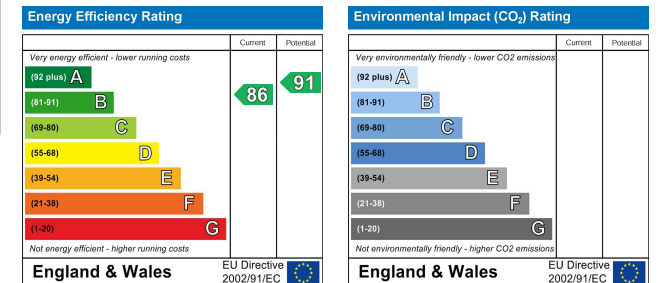 Energy Efficiency Rating
Current Potential
Very energy efficient - lower running costs
(92 plus) A
(81-91) B
(69-80) C
(55-68) D
(39-54) E
(21-38) F
(1-20) G
86
91
Not energy efficient - higher running costs
England & Wales
EU Directive
2002/91/EC
Environmental Impact (CO₂) Rating
Current Potential
Very environmentally friendly - lower CO2 emissions
(92 plus) A
(81-91) B
(69-80) C
(55-68) D
(39-54) E
(21-38) F
(1-20) G
Not environmentally friendly - higher CO2 emissions
England & Wales
EU Directive
2002/91/EC